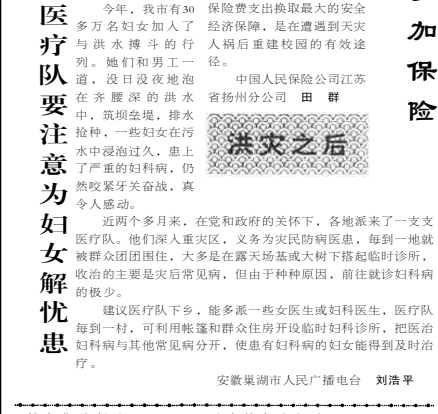 医疗队要注意为妇女解忧患
今年，我市有30
多万名妇女加入了
与洪水搏斗的行
列。她们和男工一
道，没日没夜地泡
在齐腰深的洪水
中，筑坝垒堤，排水
抢种，一些妇女在污
水中浸泡过久，患上
了严重的妇科病，仍
然咬紧牙关奋战，真
令人感动。
近两个多月来，在党和政府的关怀下，各地派来了一支支
医疗队。他们深入重灾区，义务为灾民防病医患，每到一地就
被群众团团围住，大多是在露天场基或大树下搭起临时诊所，
收治的主要是灾后常见病，但由于种种原因，前往就诊妇科病
的极少。
建议医疗队下乡，能多派一些女医生或妇科医生，医疗队
每到一村，可利用帐篷和群众住房开设临时妇科诊所，把医治
妇科病与其他常见病分开，使患有妇科病的妇女能得到及时治
疗。
安徽巢湖市人民广播电台 刘浩平
保险费支出换取最大的安全
经济保障，是在遭遇到天灾
人祸后重建校园的有效途
径。
中国人民保险公司江苏
省扬州分公司 田 群
洪灾之后
加保险